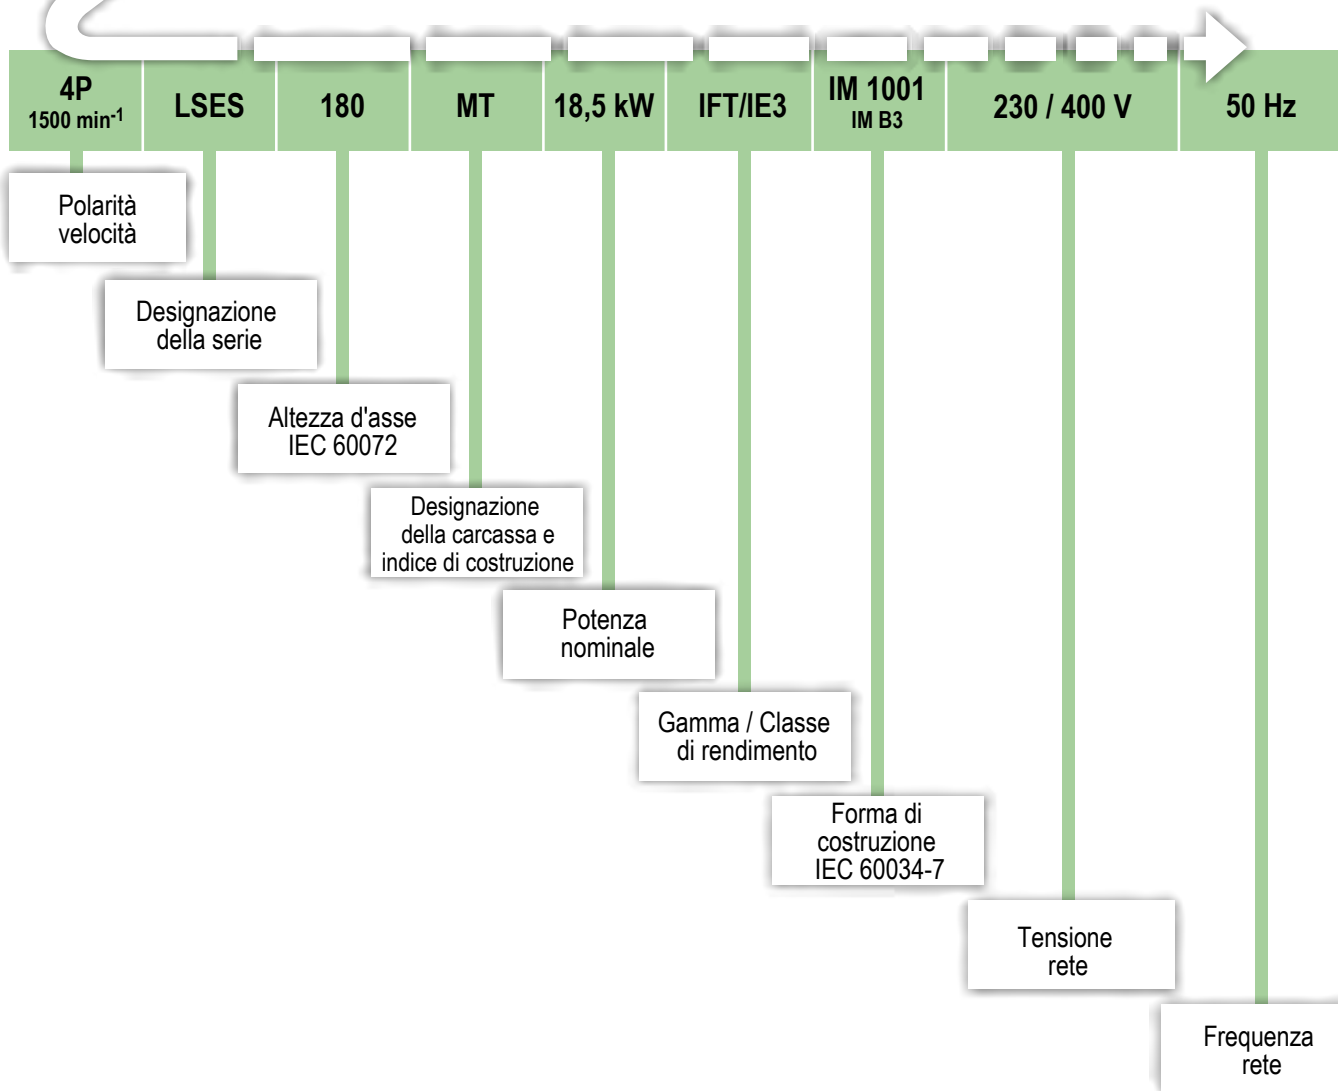 4P
1500 min-1
LSES
180
MT
18,5 kW
IFT/IE3
IM 1001
IM B3
230 / 400 V
50 Hz
Polarità
velocità
Designazione
della serie
Altezza d'asse
IEC 60072
Designazione
della carcassa e
indice di costruzione
Potenza
nominale
Gamma / Classe
di rendimento
Forma di
costruzione
IEC 60034-7
Tensione
rete
Frequenza
rete